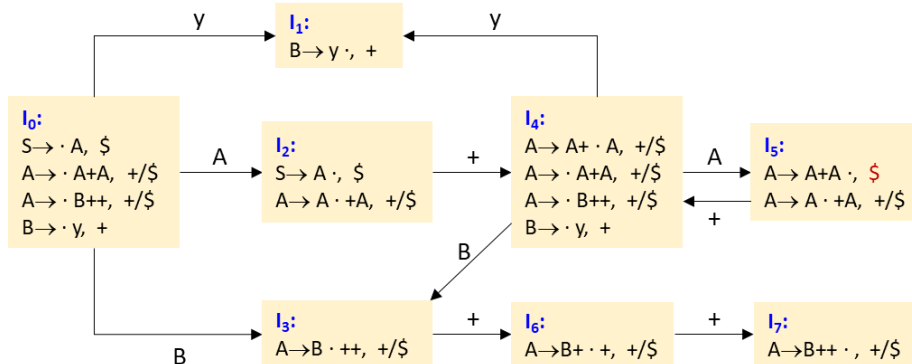 y
y
I₁:
B→ y ·, +
I₀:
S→ · A, $
A→ · A+A, +/$
A→ · B++, +/$
B→ · y, +
A
I₂:
S→ A ·, $
A→ A · +A, +/$
+
I₄:
A→ A+ · A, +/$
A→ · A+A, +/$
A→ · B++, +/$
B→ · y, +
A
+
I₅:
A→ A+A ·, $
A→ A · +A, +/$
B
B
I₃:
A→B · ++, +/$
+
I₆:
A→B+ · +, +/$
+
I₇:
A→B++ · , +/$